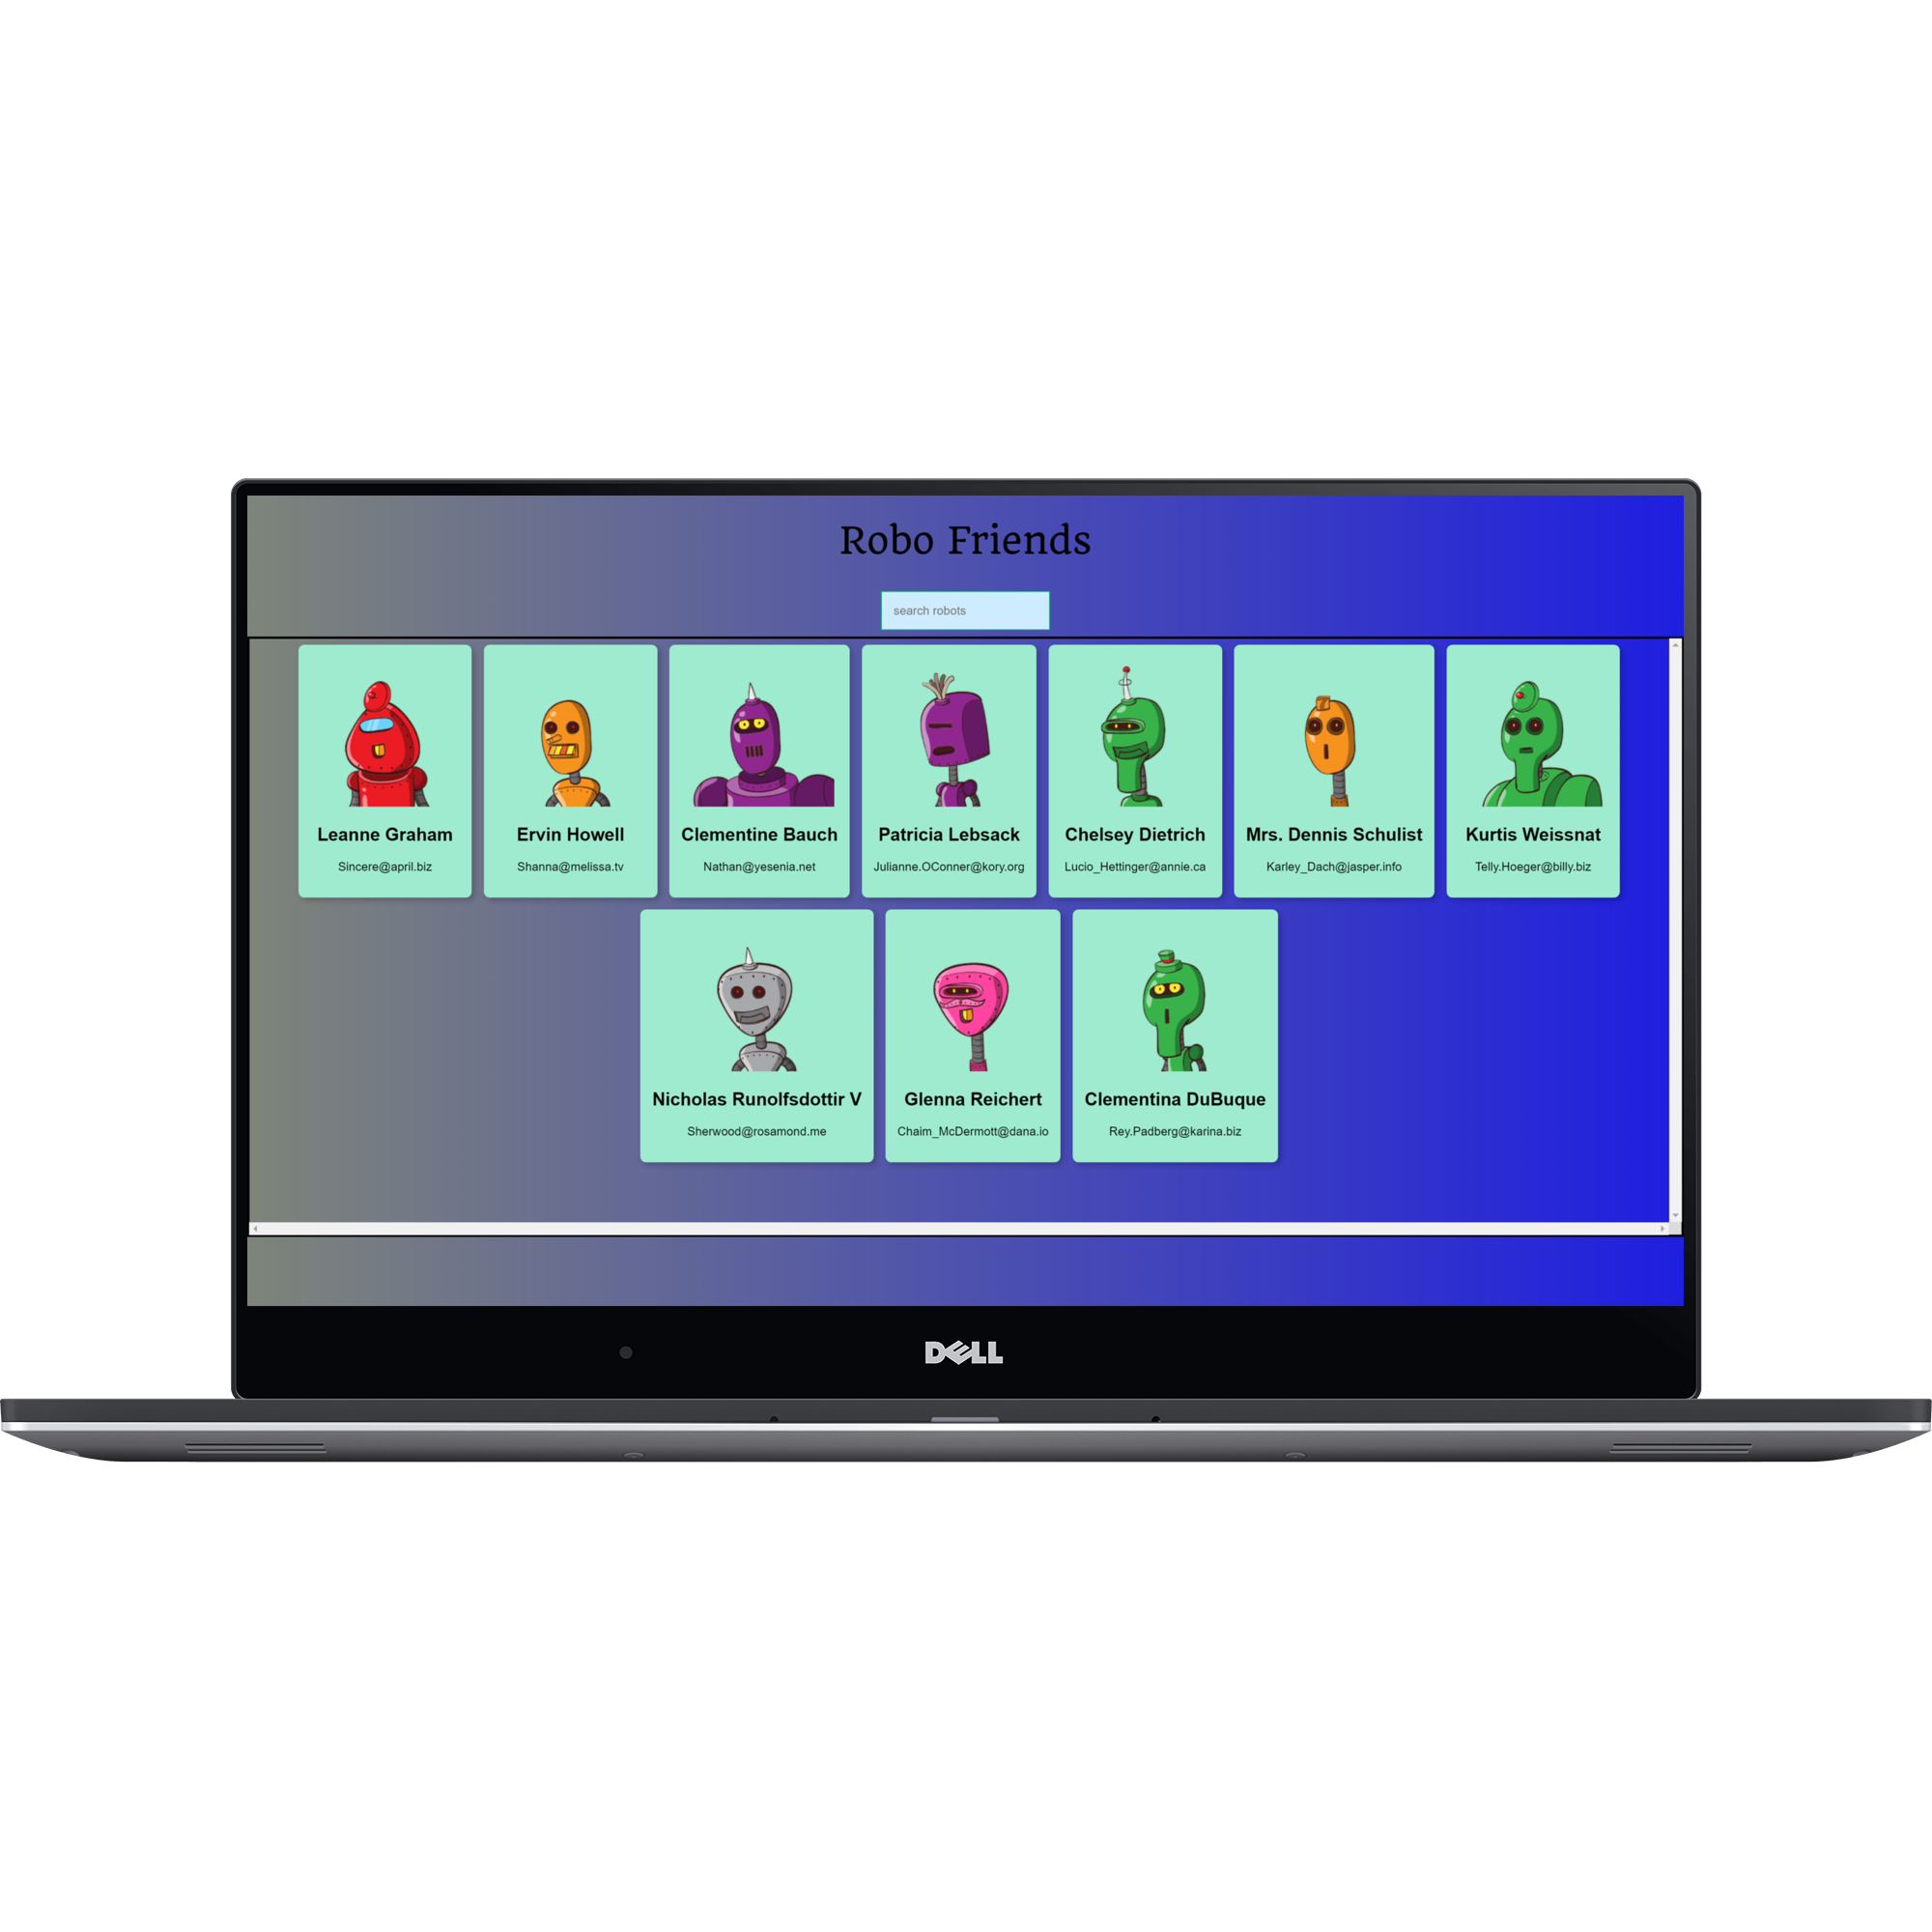 Robo Friends
search robots
Leanne Graham
Sincere@april.biz
Ervin Howell
Shanna@melissa.tv
Clementine Bauch
Nathan@yesenia.net
Patricia Lebsack
Julianne.OConner@kory.org
Chelsey Dietrich
Lucio_Hettinger@annie.ca
Mrs. Dennis Schulist
Karley_Dach@jasper.info
Kurtis Weissnat
Telly.Hoeger@billy.biz
Nicholas Runolfsdottir V
Sherwood@rosamond.me
Glenna Reichert
Chaim_McDermott@dana.io
Clementina DuBuque
Rey.Padberg@karina.biz
DELL